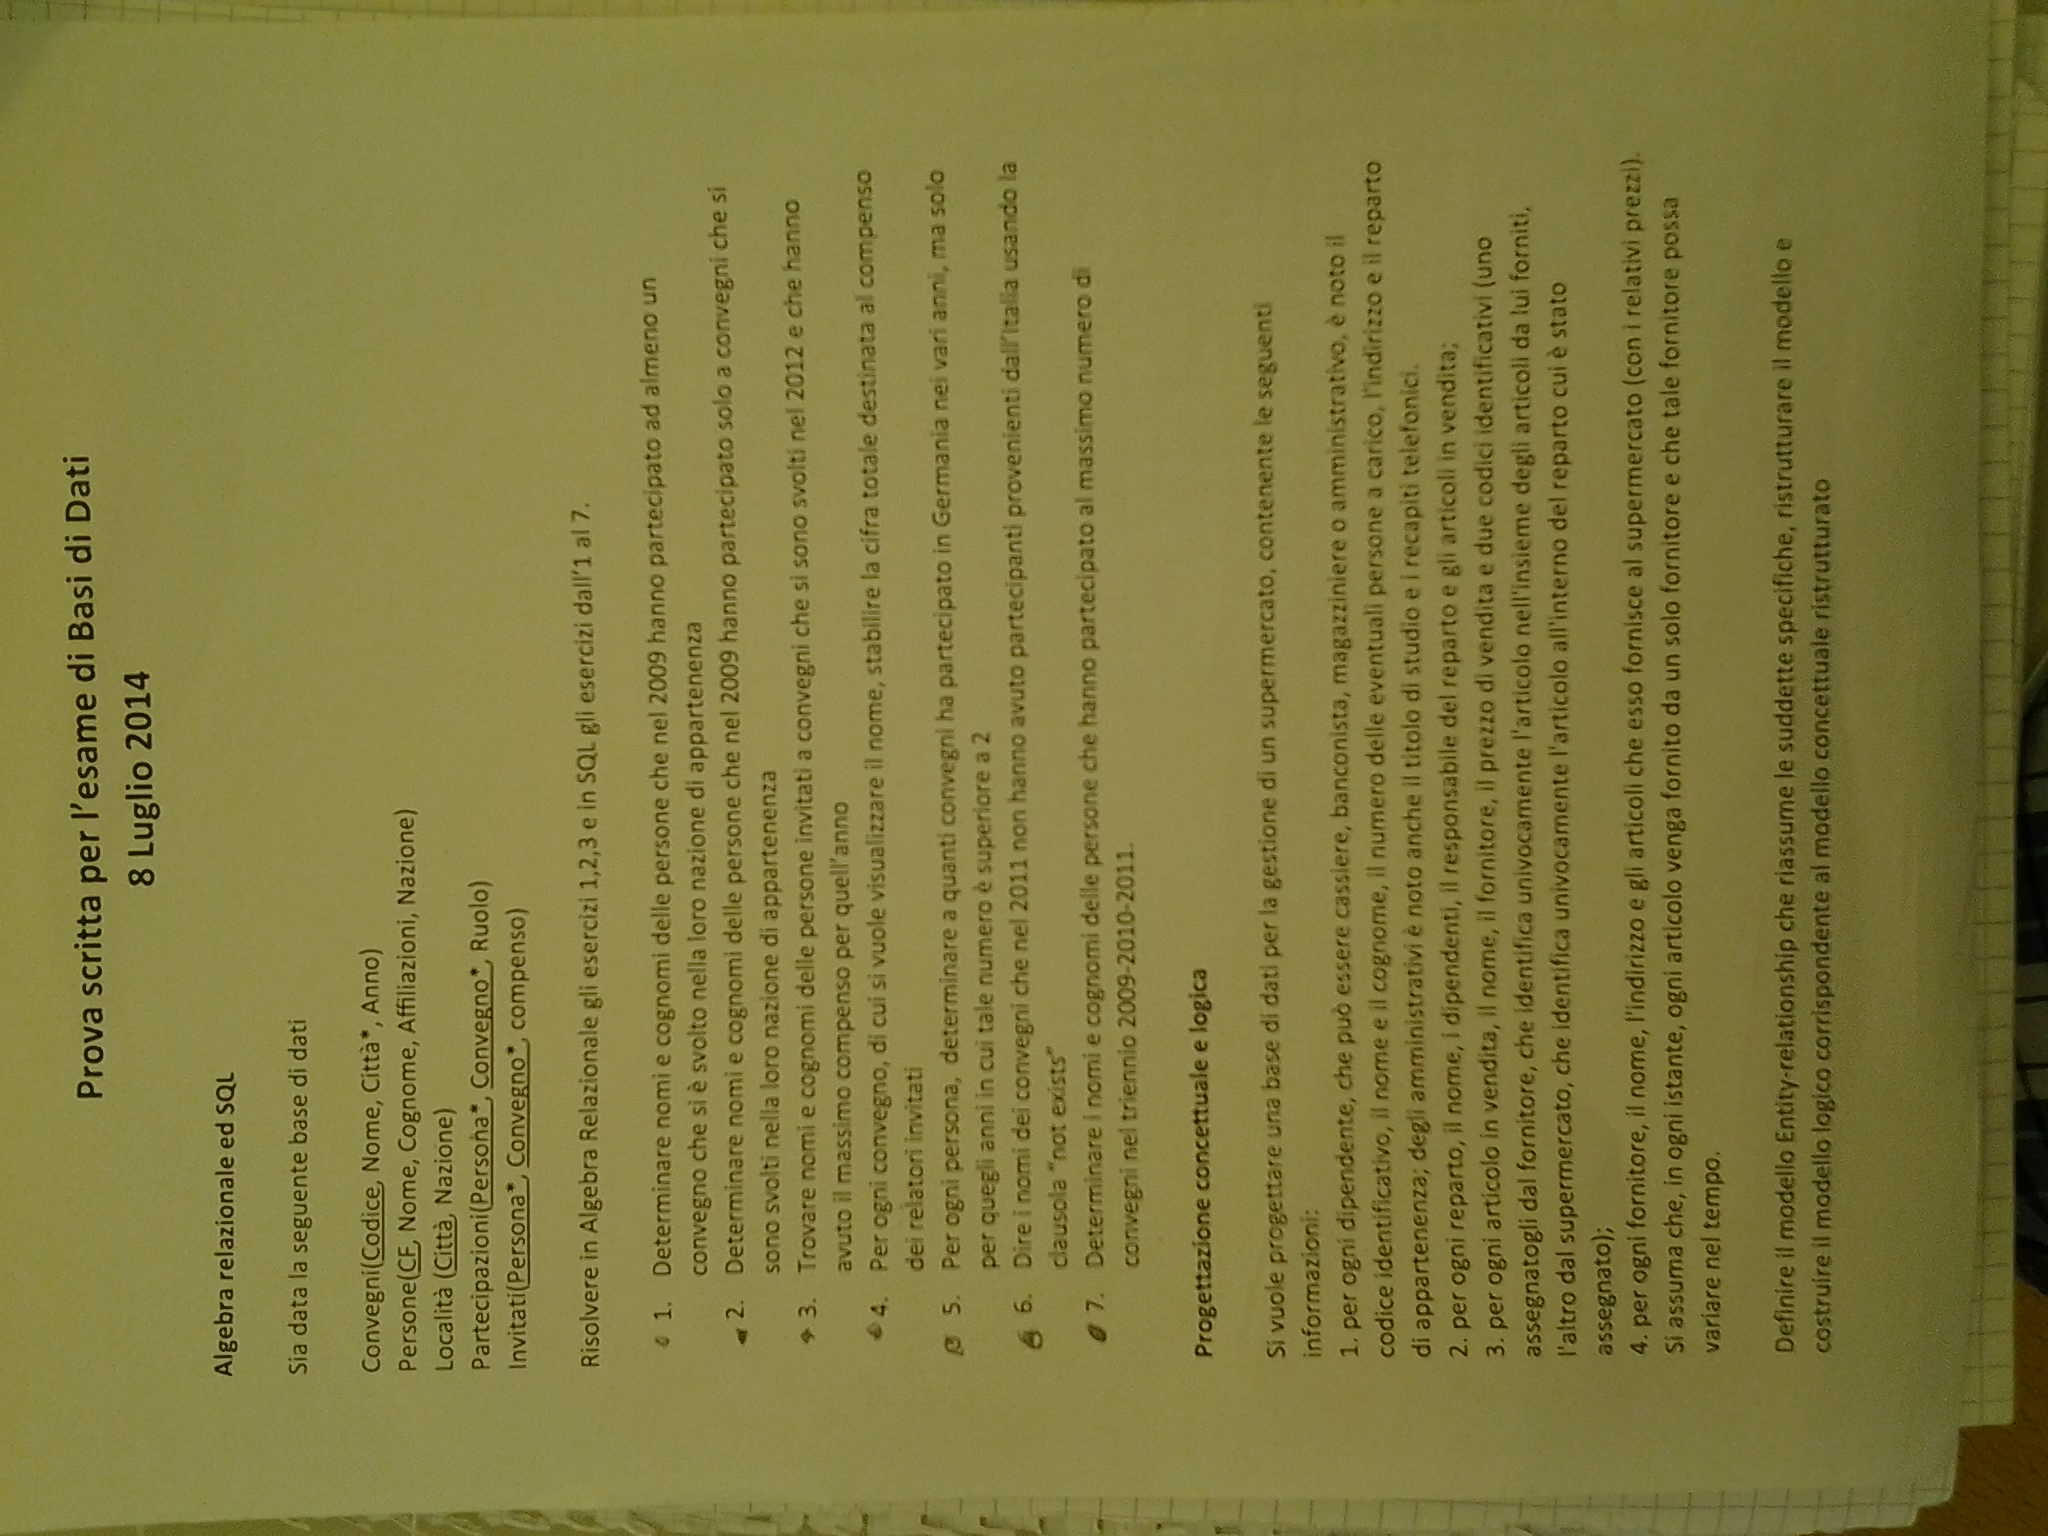 Prova scritta per l'esame di Basi di Dati
8 Luglio 2014
Algebra relazionale ed SQL
Sia data la seguente base di dati
Convegni(Codice, Nome, Città*, Anno)
Persone(CF, Nome, Cognome, Affiliazioni, Nazione)
Località (Città, Nazione)
Partecipazioni(Persona*, Convegno*, Ruolo)
Invitati(Persona*, Convegno*, compenso)
Risolvere in Algebra Relazionale gli esercizi 1,2,3 e in SQL gli esercizi dall'1 al 7.
1. Determinare nomi e cognomi delle persone che nel 2009 hanno partecipato ad almeno un
convegno che si è svolto nella loro nazione di appartenenza
2. Determinare nomi e cognomi delle persone che nel 2009 hanno partecipato solo a convegni che si
sono svolti nella loro nazione di appartenenza
3. Trovare nomi e cognomi delle persone invitati a convegni che si sono svolti nel 2012 e che hanno
avuto il massimo compenso per quell'anno
4. Per ogni convegno, di cui si vuole visualizzare il nome, stabilire la cifra totale destinata al compenso
dei relatori invitati
5. Per ogni persona, determinare a quanti convegni ha partecipato in Germania nei vari anni, ma solo
per quegli anni in cui tale numero è superiore a 2
6. Dire i nomi dei convegni che nel 2011 non hanno avuto partecipanti provenienti dall'Italia usando la
clausola "not exists"
7. Determinare i nomi e cognomi delle persone che hanno partecipato al massimo numero di
convegni nel triennio 2009-2010-2011.
Progettazione concettuale e logica
Si vuole progettare una base di dati per la gestione di un supermercato, contenente le seguenti
informazioni:
1. per ogni dipendente, che può essere cassiere, banconista, magazziniere o amministrativo, è noto il
codice identificativo, il nome e il cognome, il numero delle eventuali persone a carico, l'indirizzo e il reparto
di appartenenza; degli amministrativi è noto anche il titolo di studio e i recapiti telefonici.
2. per ogni reparto, il nome, i dipendenti, il responsabile del reparto e gli articoli in vendita;
3. per ogni articolo in vendita, il nome, il fornitore, il prezzo di vendita e due codici identificativi (uno
assegnatogli dal fornitore, che identifica univocamente l'articolo nell'insieme degli articoli da lui forniti,
l'altro dal supermercato, che identifica univocamente l'articolo all'interno del reparto cui è stato
assegnato);
4. per ogni fornitore, il nome, l'indirizzo e gli articoli che esso fornisce al supermercato (con i relativi prezzi).
Si assuma che, in ogni istante, ogni articolo venga fornito da un solo fornitore e che tale fornitore possa
variare nel tempo.
Definire il modello Entity-relationship che riassume le suddette specifiche, ristrutturare il modello e
costruire il modello logico corrispondente al modello concettuale ristrutturato